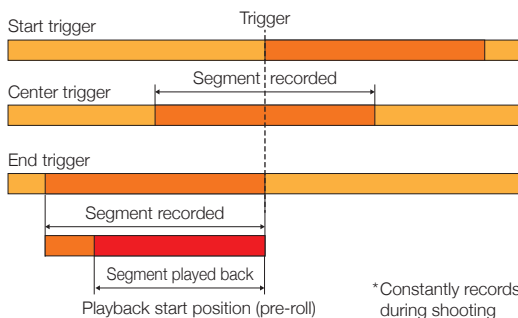 Trigger
Start trigger
Segment recorded
Center trigger
End trigger
Segment recorded
Segment played back
Playback start position (pre-roll)
*Constantly records
during shooting